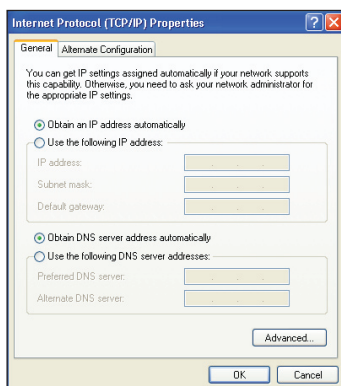 Internet Protocol (TCP/IP) Properties
General Alternate Configuration
You can get IP settings assigned automatically if your network supports
this capability. Otherwise, you need to ask your network administrator for
the appropriate IP settings.
Obtain an IP address automatically
Use the following IP address:
IP address:
Subnet mask:
Default gateway:
Obtain DNS server address automatically
Use the following DNS server addresses:
Preferred DNS server:
Alternate DNS server:
Advanced...
OK Cancel